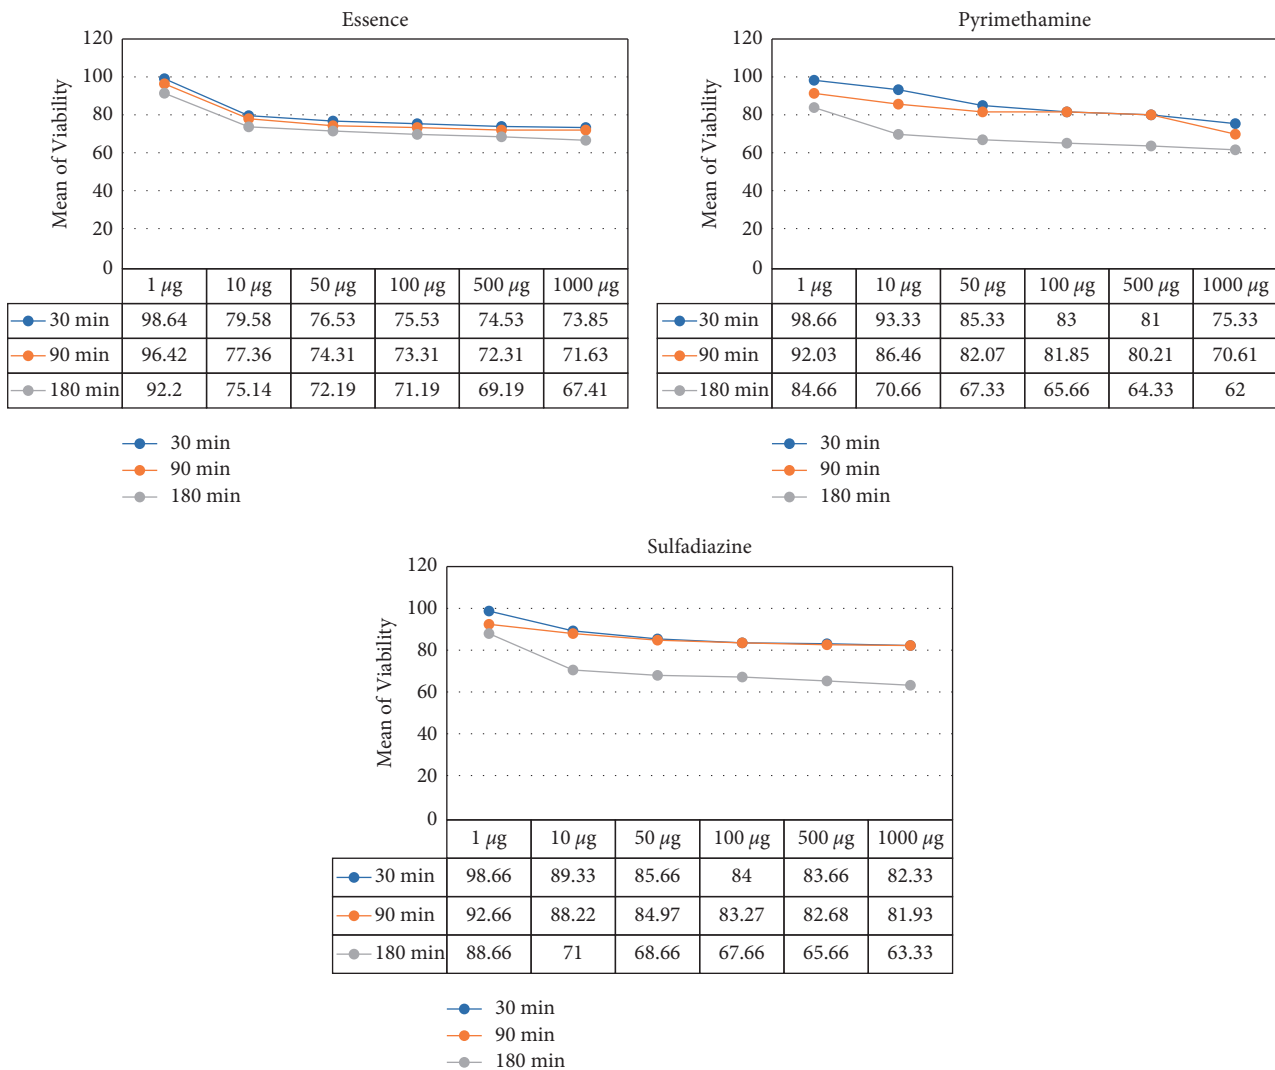 Essence
Mean of Viability
120
100
80
60
40
20
0
1 µg 10 µg 50 µg 100 µg 500 µg 1000 µg
30 min 98.64 79.58 76.53 75.53 74.53 73.85
90 min 96.42 77.36 74.31 73.31 72.31 71.63
180 min 92.2 75.14 72.19 71.19 69.19 67.41
30 min
90 min
180 min
Pyrimethamine
Mean of Viability
120
100
80
60
40
20
0
1 µg 10 µg 50 µg 100 µg 500 µg 1000 µg
30 min 98.66 93.33 85.33 83 81 75.33
90 min 92.03 86.46 82.07 81.85 80.21 70.61
180 min 84.66 70.66 67.33 65.66 64.33 62
30 min
90 min
180 min
Sulfadiazine
Mean of Viability
120
100
80
60
40
20
0
1 µg 10 µg 50 µg 100 µg 500 µg 1000 µg
30 min 98.66 89.33 85.66 84 83.66 82.33
90 min 92.66 88.22 84.97 83.27 82.68 81.93
180 min 88.66 71 68.66 67.66 65.66 63.33
30 min
90 min
180 min